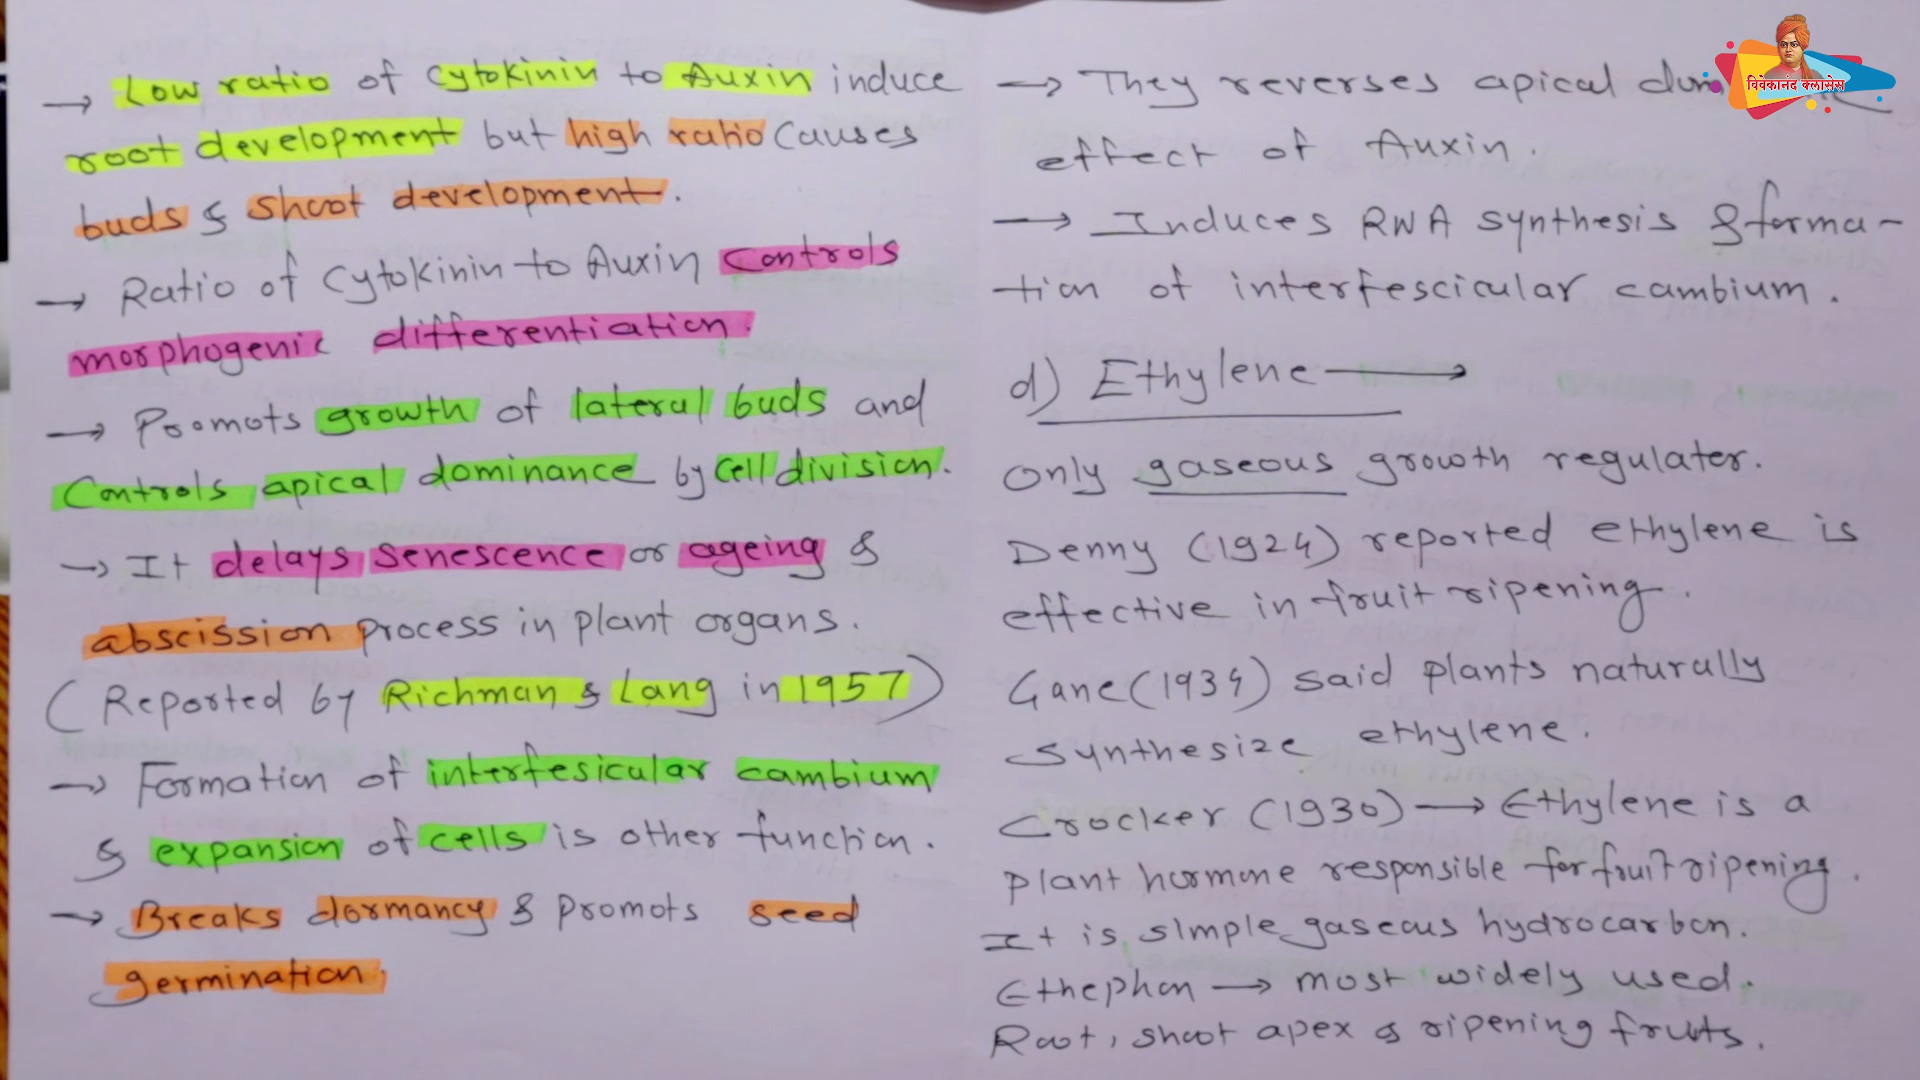 → Low ratio of Cytokinin to Auxin induce
root development but high ratio Causes
buds & shoot development.
→ Ratio of Cytokinin to Auxin Controls
morphogenic differentiation.
→ Promots growth of lateral buds and
Controls apical dominance by Cell division.
→ It delays senescence or ageing &
abscission process in plant organs.
(Reported by Richman & Lang in 1957)
→ Formation of interfesicular cambium
& expansion of cells is other function.
→ Breaks dormancy & promots seed
germination.
→ They reverses apical
effect of Auxin.
→ Induces RNA synthesis & forma-
tion of interfescicular cambium.
d) Ethylene →
Only gaseous growth regulater.
Denny (1924) reported ethylene is
effective in fruit ripening.
Gane (1934) said plants naturally
synthesize ethylene.
Crocker (1930) → Ethylene is a
plant hormone responsible for fruit ripening.
It is simple gaseous hydrocarbon.
Ethephon → most widely used.
Root, shoot apex & ripening fruits.
विवेकानंद क्लासेस